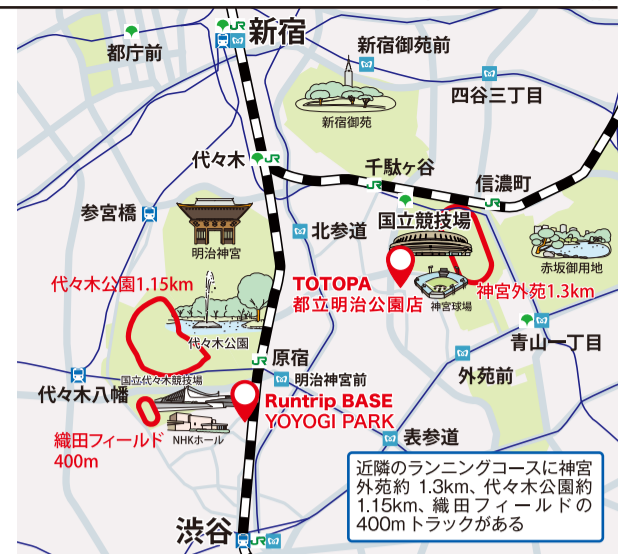 JR
新宿
都庁前
新宿御苑前
四谷三丁目
新宿御苑
代々木
JR
千駄ヶ谷
JR
信濃町
JR
参宮橋
明治神宮
北参道
国立競技場
赤坂御用地
代々木公園1.15km
TOTOPA
都立明治公園店
神宮球場
神宮外苑1.3km
代々木公園
青山一丁目
原宿
JR
国立代々木競技場
明治神宮前
外苑前
代々木八幡
Runtrip BASE
YOYOGI PARK
織田フィールド
400m
NHKホール
表参道
近隣のランニングコースに神宮
外苑約 1.3km、代々木公園約
1.15km、織田フィールドの
400mトラックがある
渋谷
JR